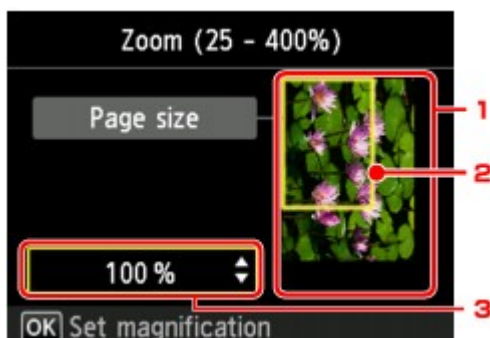 Zoom (25 - 400%)
Page size
1
2
100 %
3
OK Set magnification